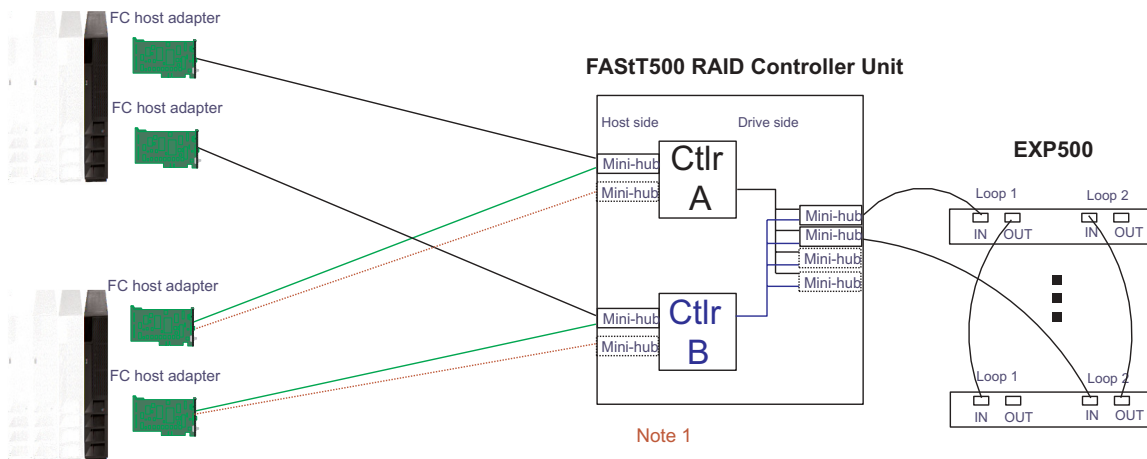 FC host adapter
FC host adapter
FC host adapter
FC host adapter
FAStT500 RAID Controller Unit
Host side
Drive side
Mini-hub
Mini-hub
Ctlr
A
Mini-hub
Mini-hub
Mini-hub
Mini-hub
Mini-hub
Mini-hub
Ctlr
B
Note 1
EXP500
Loop 1
Loop 2
IN
OUT
IN
OUT
Loop 1
Loop 2
IN
OUT
IN
OUT